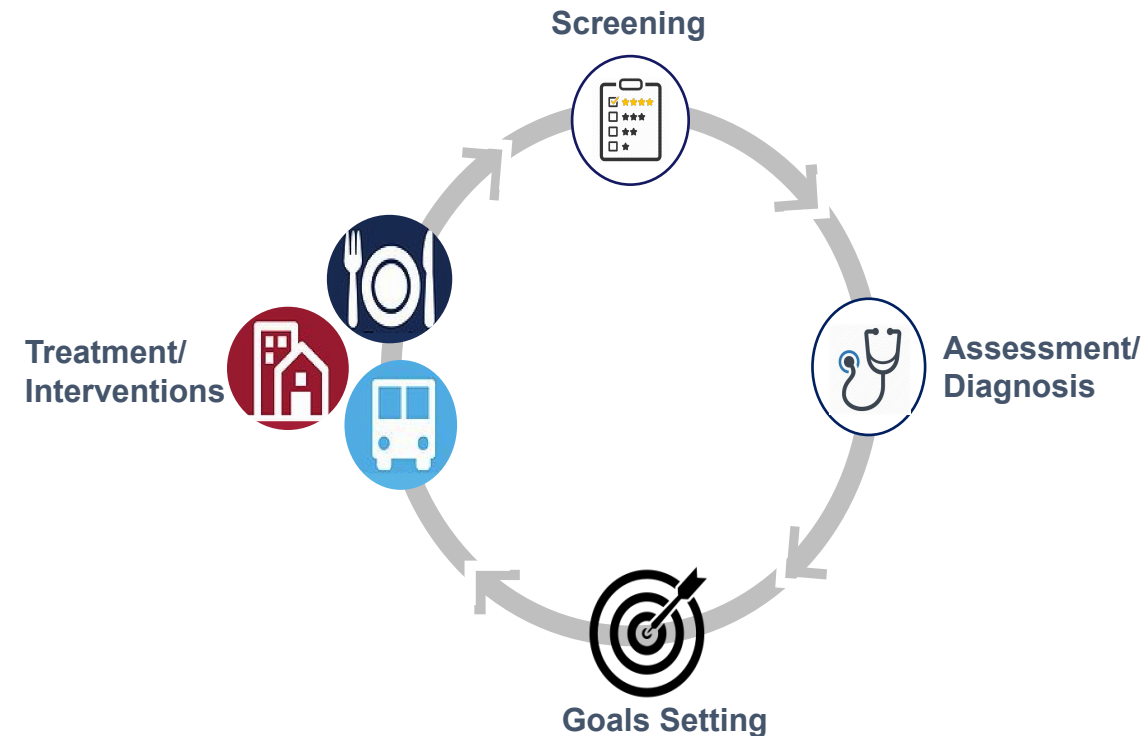 Screening
Assessment/
Diagnosis
Goals Setting
Treatment/
Interventions